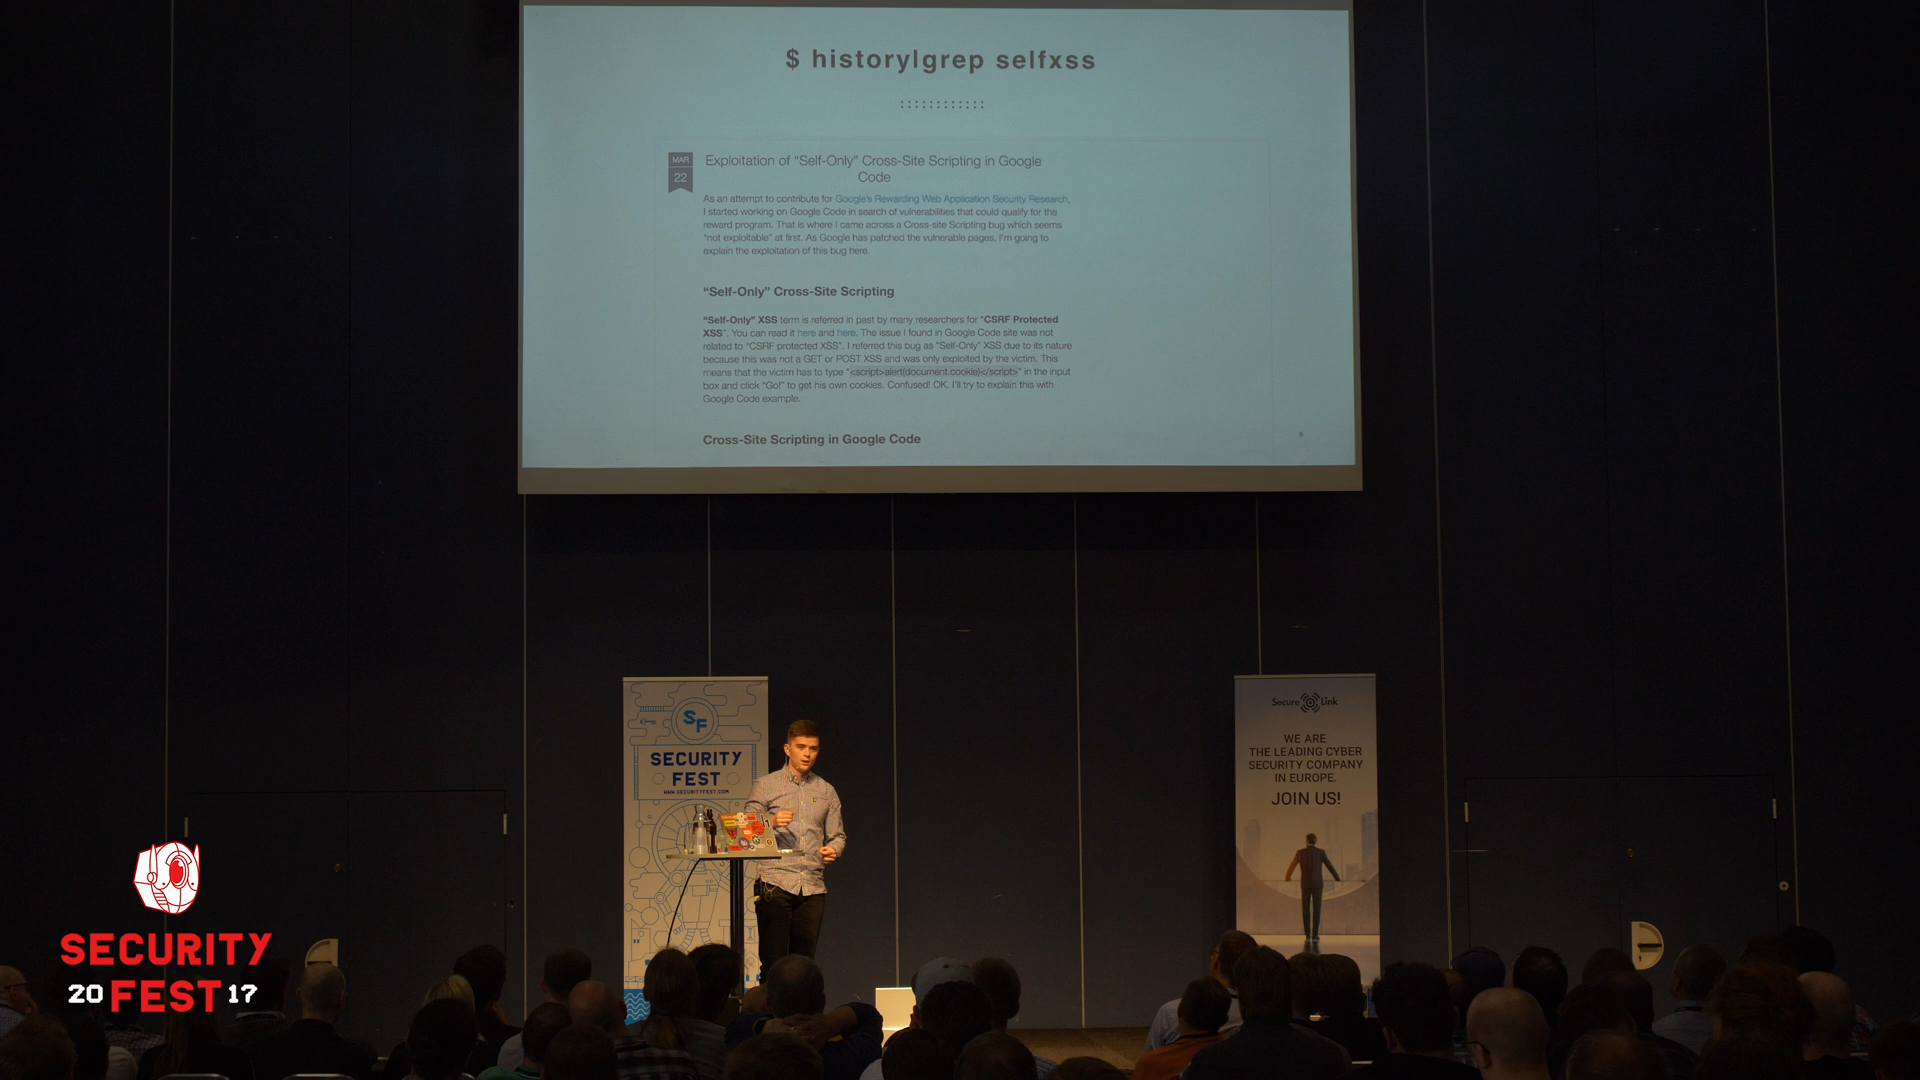 $ history|grep selfxss
MAR
22
Exploitation of “Self-Only” Cross-Site Scripting in Google
Code
As an attempt to contribute for Google's Rewarding Web Application Security Research,
I started working on Google Code in search of vulnerabilities that could qualify for the
reward program. That is where I came across a Cross-site Scripting bug which seems
“not exploitable” at first. As Google has patched the vulnerable pages, I'm going to
explain the exploitation of this bug here.
“Self-Only” Cross-Site Scripting
“Self-Only” XSS term is referred in past by many researchers for “CSRF Protected
XSS”. You can read it here and here. The issue I found in Google Code site was not
related to “CSRF protected XSS”. I referred this bug as “Self-Only” XSS due to its nature
because this was not a GET or POST XSS and was only exploited by the victim. This
means that the victim has to type “<script>alert(document.cookie)</script>” in the input
box and click “Go!” to get his own cookies. Confused! OK. I'll try to explain this with
Google Code example.
Cross-Site Scripting in Google Code
SF
SECURITY
FEST
WWW.SECURITYFEST.COM
Secure Link
WE ARE
THE LEADING CYBER
SECURITY COMPANY
IN EUROPE.
JOIN US!
SECURITY
20 FEST 17